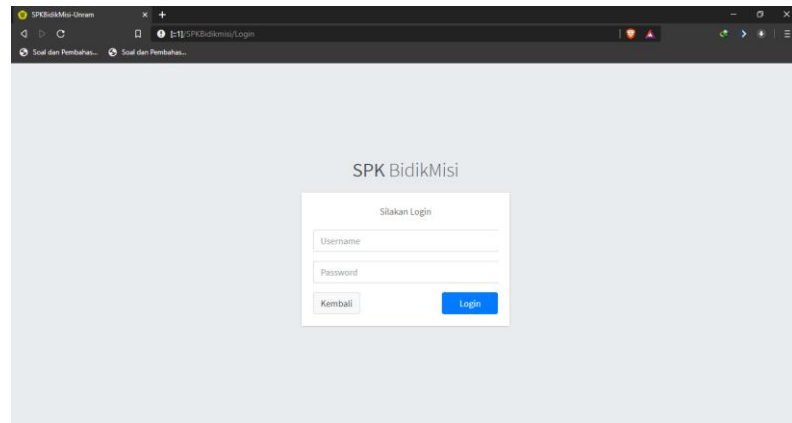 SPKBidikMisi-Unram
[::1]/SPKBidikmisi/Login
Soal dan Pembahas... Soal dan Pembahas...
SPK BidikMisi
Silakan Login
Username
Password
Kembali Login